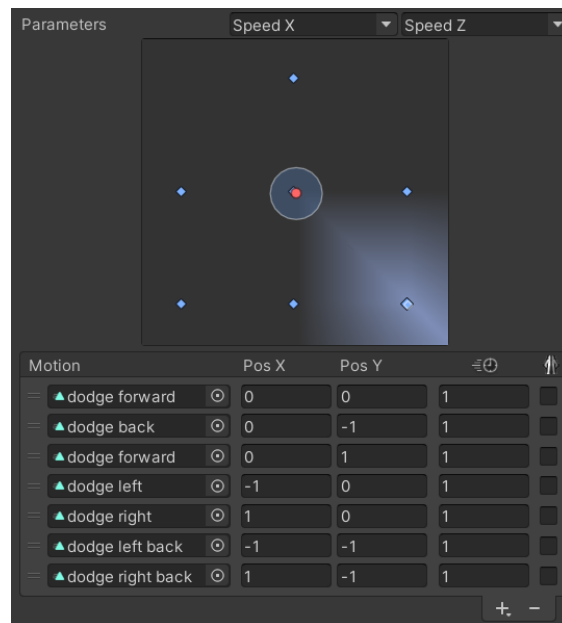 Parameters Speed X Speed Z
Motion Pos X Pos Y
dodge forward 0 0 1
dodge back 0 -1 1
dodge forward 0 1 1
dodge left -1 0 1
dodge right 1 0 1
dodge left back -1 -1 1
dodge right back 1 -1 1